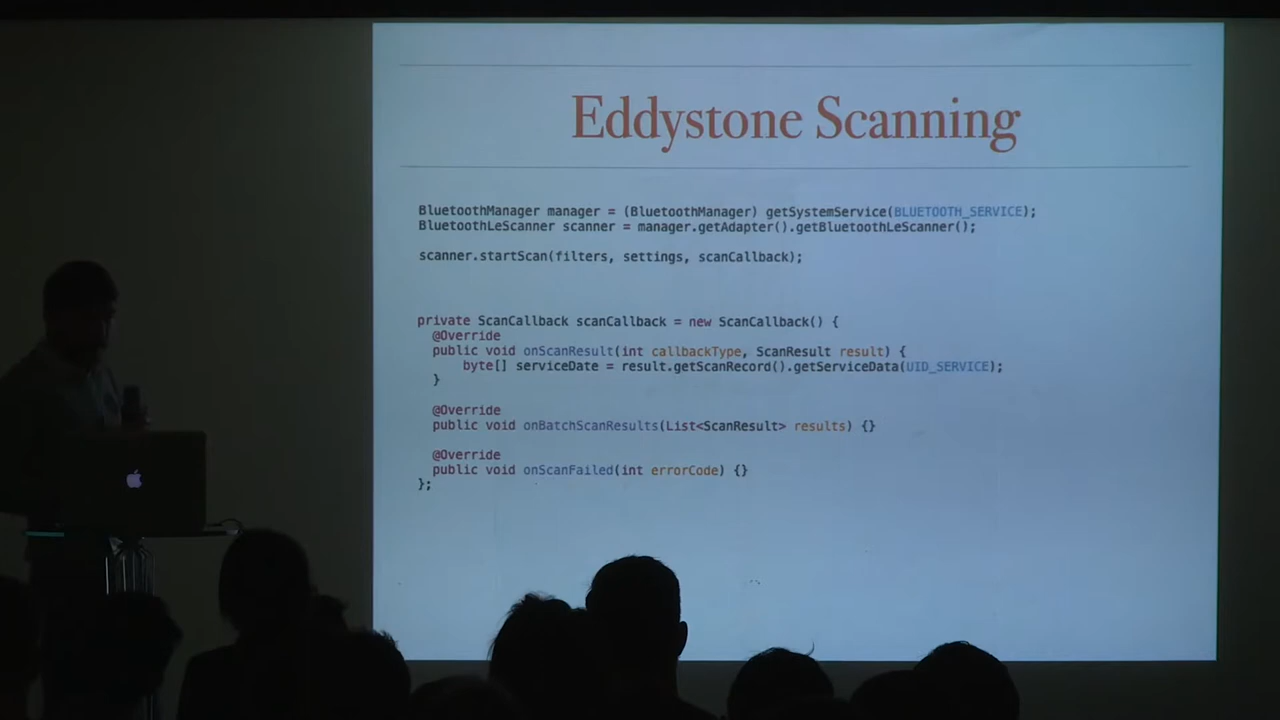 Eddystone Scanning
BluetoothManager manager = (BluetoothManager) getSystemService(BLUETOOTH_SERVICE);
BluetoothLeScanner scanner = manager.getAdapter().getBluetoothLeScanner();
scanner.startScan(filters, settings, scanCallback);
private ScanCallback scanCallback = new ScanCallback() {
@Override
public void onScanResult(int callbackType, ScanResult result) {
byte[] serviceDate = result.getScanRecord().getServiceData(UID_SERVICE);
}
@Override
public void onBatchScanResults(List<ScanResult> results) {}
@Override
public void onScanFailed(int errorCode) {}
};